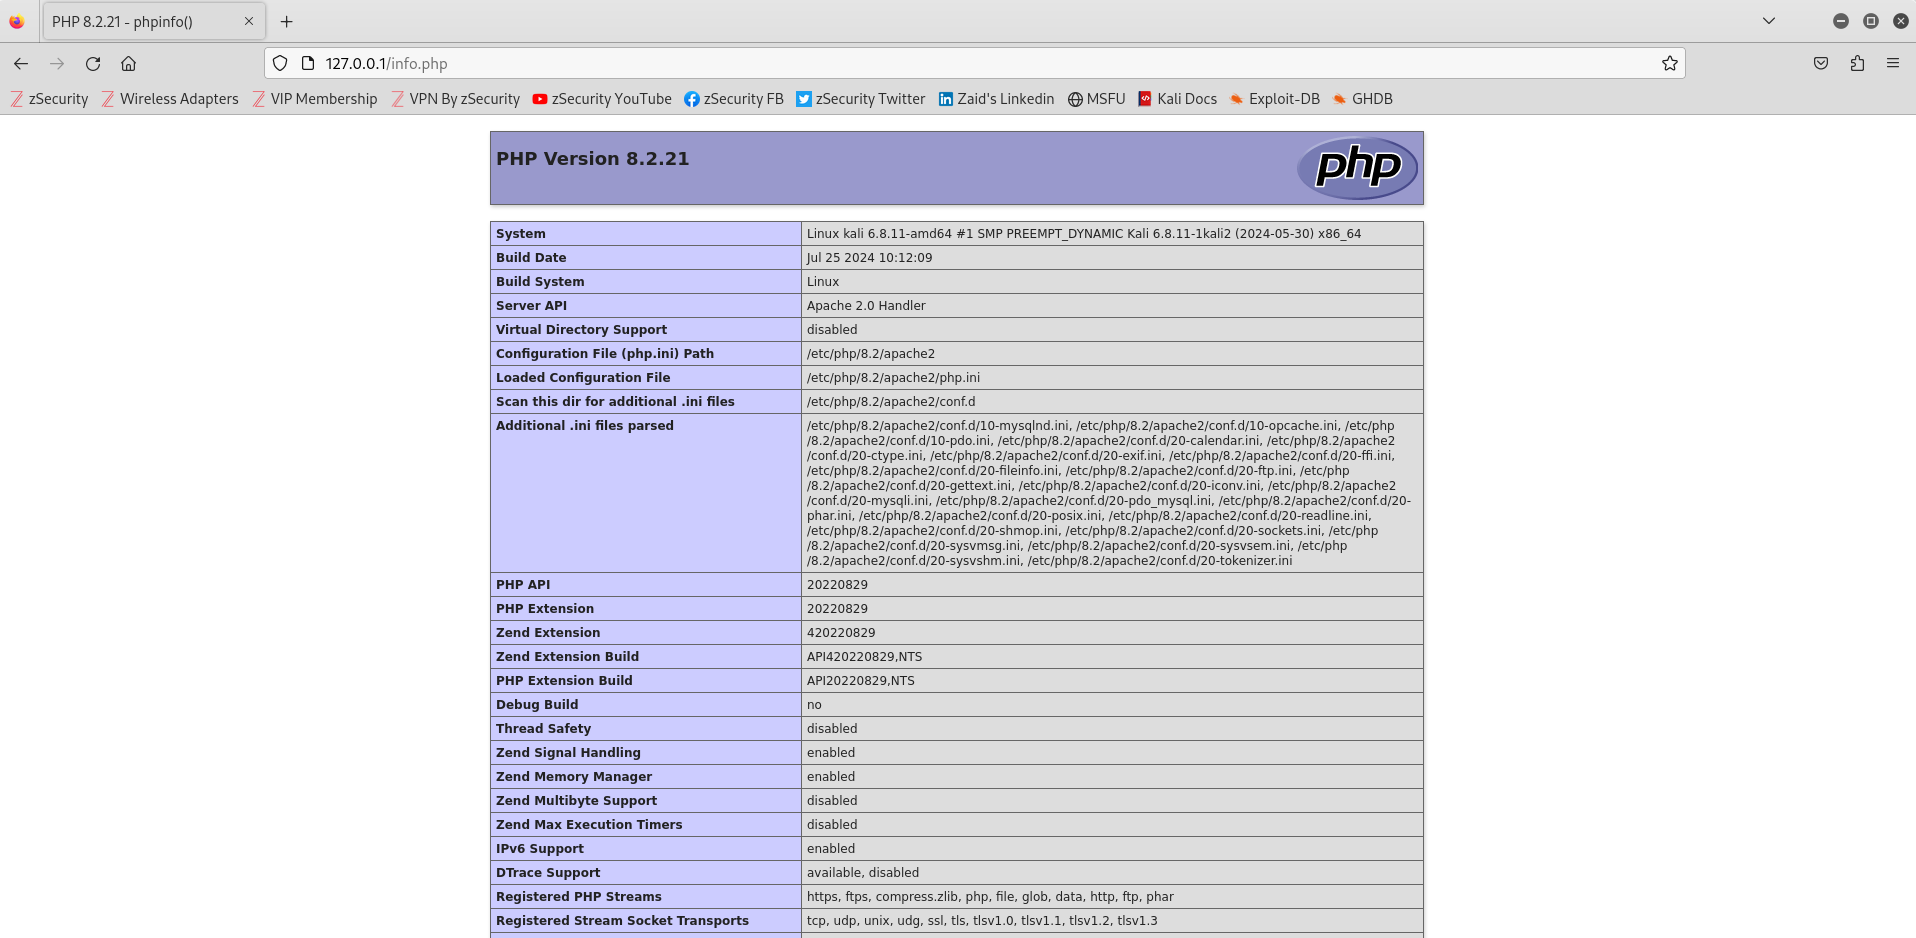 PHP 8.2.21 - phpinfo()
127.0.0.1/info.php
zSecurity Wireless Adapters VIP Membership VPN By zSecurity zSecurity YouTube zSecurity FB zSecurity Twitter Zaid's Linkedin MSFU Kali Docs Exploit-DB GHDB
PHP Version 8.2.21
php
System Linux kali 6.8.11-amd64 #1 SMP PREEMPT_DYNAMIC Kali 6.8.11-1kali2 (2024-05-30) x86_64
Build Date Jul 25 2024 10:12:09
Build System Linux
Server API Apache 2.0 Handler
Virtual Directory Support disabled
Configuration File (php.ini) Path /etc/php/8.2/apache2
Loaded Configuration File /etc/php/8.2/apache2/php.ini
Scan this dir for additional .ini files /etc/php/8.2/apache2/conf.d
Additional .ini files parsed /etc/php/8.2/apache2/conf.d/10-mysqlnd.ini, /etc/php/8.2/apache2/conf.d/10-opcache.ini, /etc/php
/8.2/apache2/conf.d/10-pdo.ini, /etc/php/8.2/apache2/conf.d/20-calendar.ini, /etc/php/8.2/apache2
/conf.d/20-ctype.ini, /etc/php/8.2/apache2/conf.d/20-exif.ini, /etc/php/8.2/apache2/conf.d/20-ffi.ini,
/etc/php/8.2/apache2/conf.d/20-fileinfo.ini, /etc/php/8.2/apache2/conf.d/20-ftp.ini, /etc/php
/8.2/apache2/conf.d/20-gettext.ini, /etc/php/8.2/apache2/conf.d/20-iconv.ini, /etc/php/8.2/apache2
/conf.d/20-mysqli.ini, /etc/php/8.2/apache2/conf.d/20-pdo_mysql.ini, /etc/php/8.2/apache2/conf.d/20-
phar.ini, /etc/php/8.2/apache2/conf.d/20-posix.ini, /etc/php/8.2/apache2/conf.d/20-readline.ini,
/etc/php/8.2/apache2/conf.d/20-shmop.ini, /etc/php/8.2/apache2/conf.d/20-sockets.ini, /etc/php
/8.2/apache2/conf.d/20-sysvmsg.ini, /etc/php/8.2/apache2/conf.d/20-sysvsem.ini, /etc/php
/8.2/apache2/conf.d/20-sysvshm.ini, /etc/php/8.2/apache2/conf.d/20-tokenizer.ini
PHP API 20220829
PHP Extension 20220829
Zend Extension 420220829
Zend Extension Build API420220829,NTS
PHP Extension Build API20220829,NTS
Debug Build no
Thread Safety disabled
Zend Signal Handling enabled
Zend Memory Manager enabled
Zend Multibyte Support disabled
Zend Max Execution Timers disabled
IPv6 Support enabled
DTrace Support available, disabled
Registered PHP Streams https, ftps, compress.zlib, php, file, glob, data, http, ftp, phar
Registered Stream Socket Transports tcp, udp, unix, udg, ssl, tls, tlsv1.0, tlsv1.1, tlsv1.2, tlsv1.3